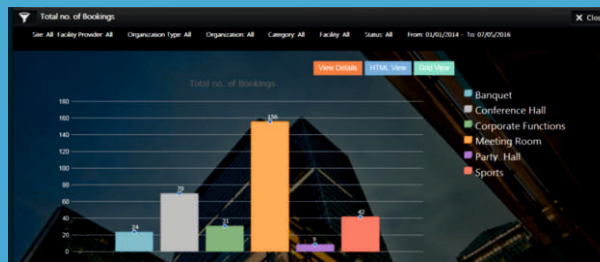 Total no. of Bookings
Close
Site: All Facility Provider: All Organization Type: All Organization: All Category: All Facility: All Status: All From: 01/01/2014 - To: 07/05/2016
View Details HTML View Grid View
Total no. of Bookings
180
160
140
120
100
80
60
40
20
0
24
31
156
9
42
Banquet
Conference Hall
Corporate Functions
Meeting Room
Party Hall
Sports